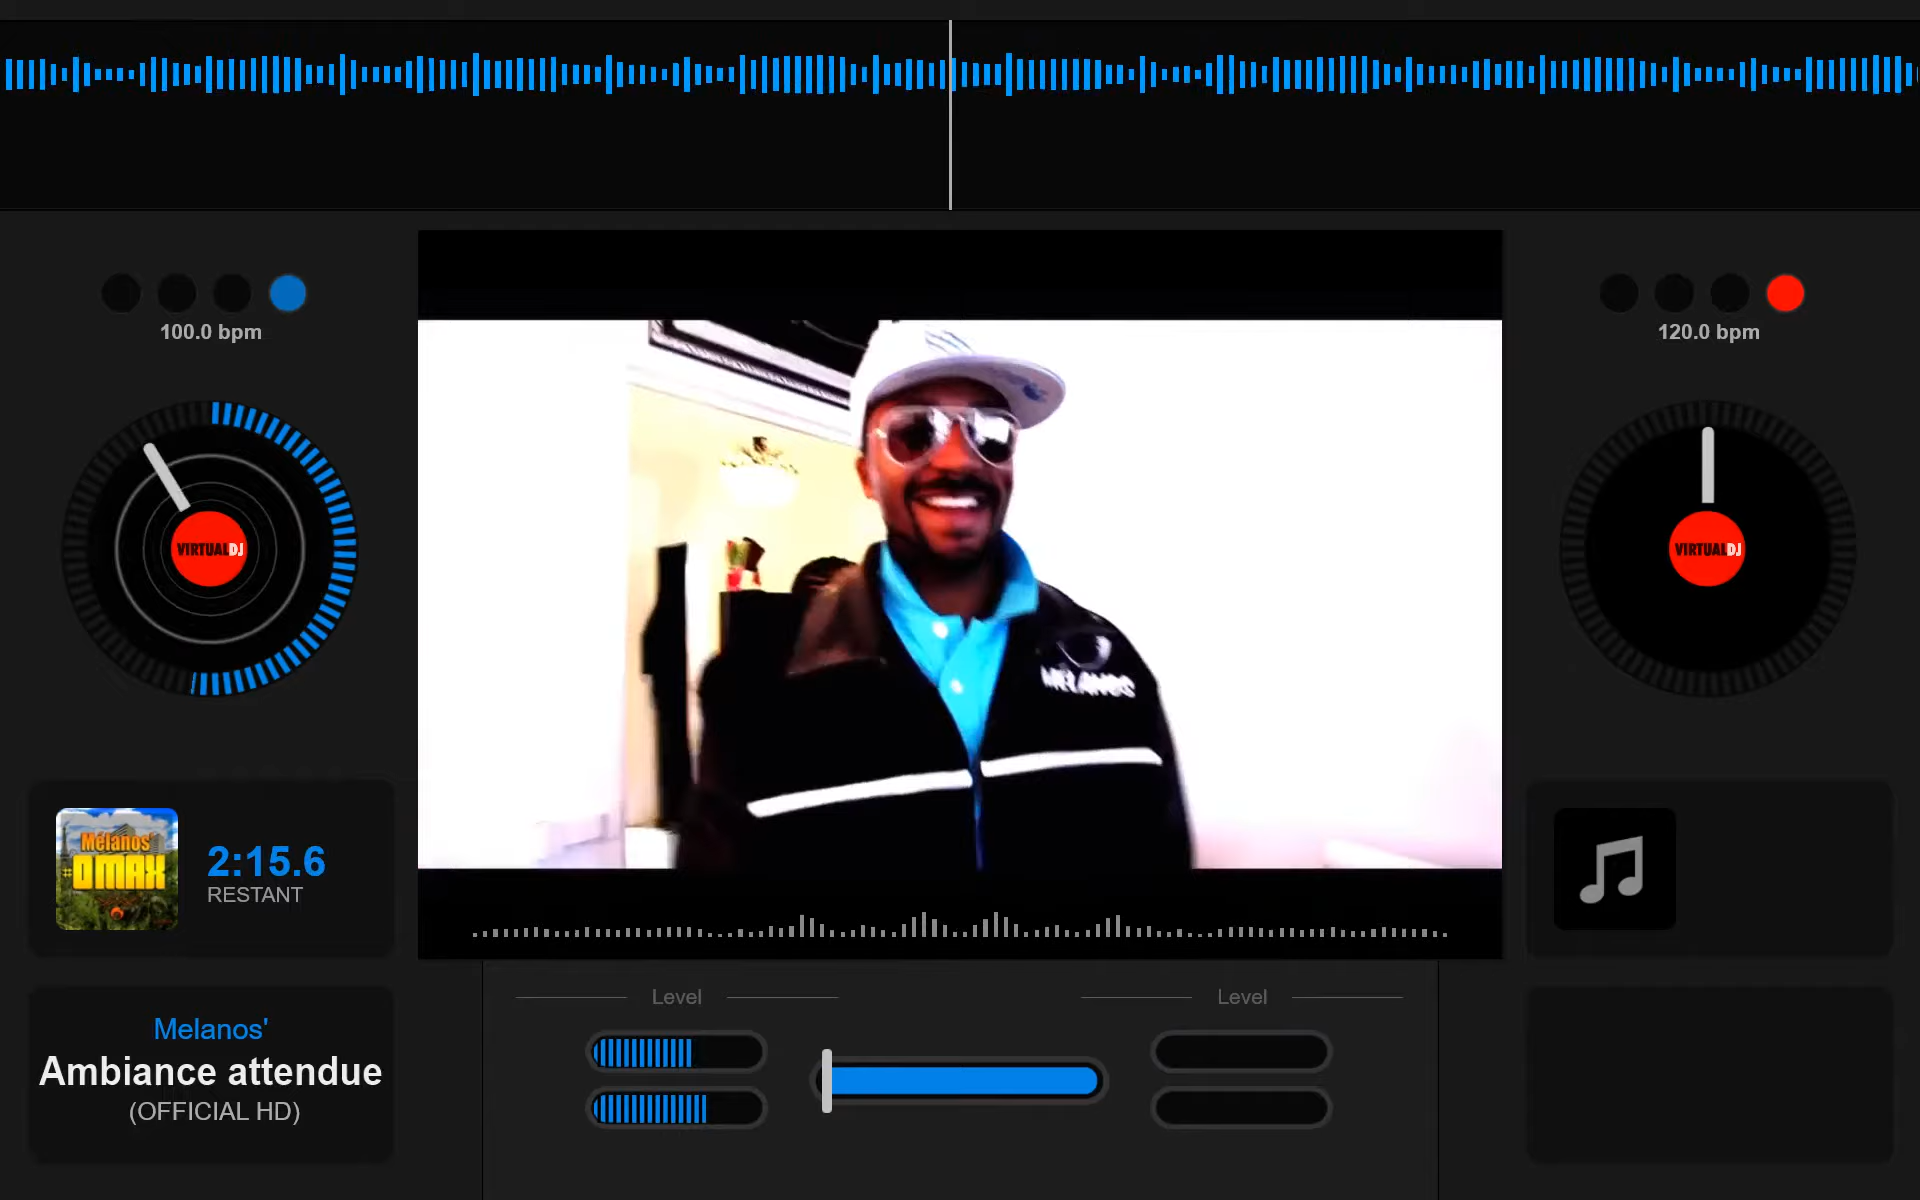 100.0 bpm
120.0 bpm
VIRTUALDJ
VIRTUALDJ
MELANOS
Mélanos'
#OMAX
2:15.6
RESTANT
Melanos'
Ambiance attendue
(OFFICIAL HD)
Level
Level